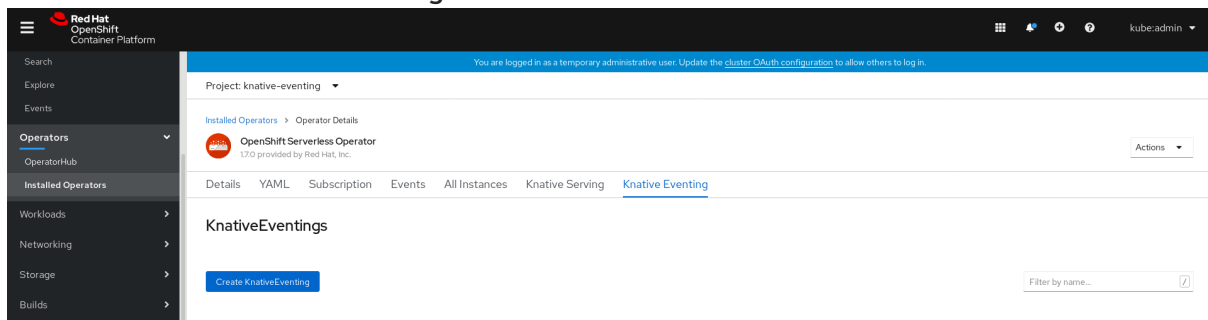 Red Hat
OpenShift
Container Platform
kube:admin
Search
Explore
Events
Operators
OperatorHub
Installed Operators
Workloads
Networking
Storage
Builds
You are logged in as a temporary administrative user. Update the cluster OAuth configuration to allow others to log in.
Project: knative-eventing
Installed Operators > Operator Details
OpenShift Serverless Operator
1.7.0 provided by Red Hat, Inc.
Actions
Details YAML Subscription Events All Instances Knative Serving Knative Eventing
KnativeEventings
Create KnativeEventing
Filter by name... /